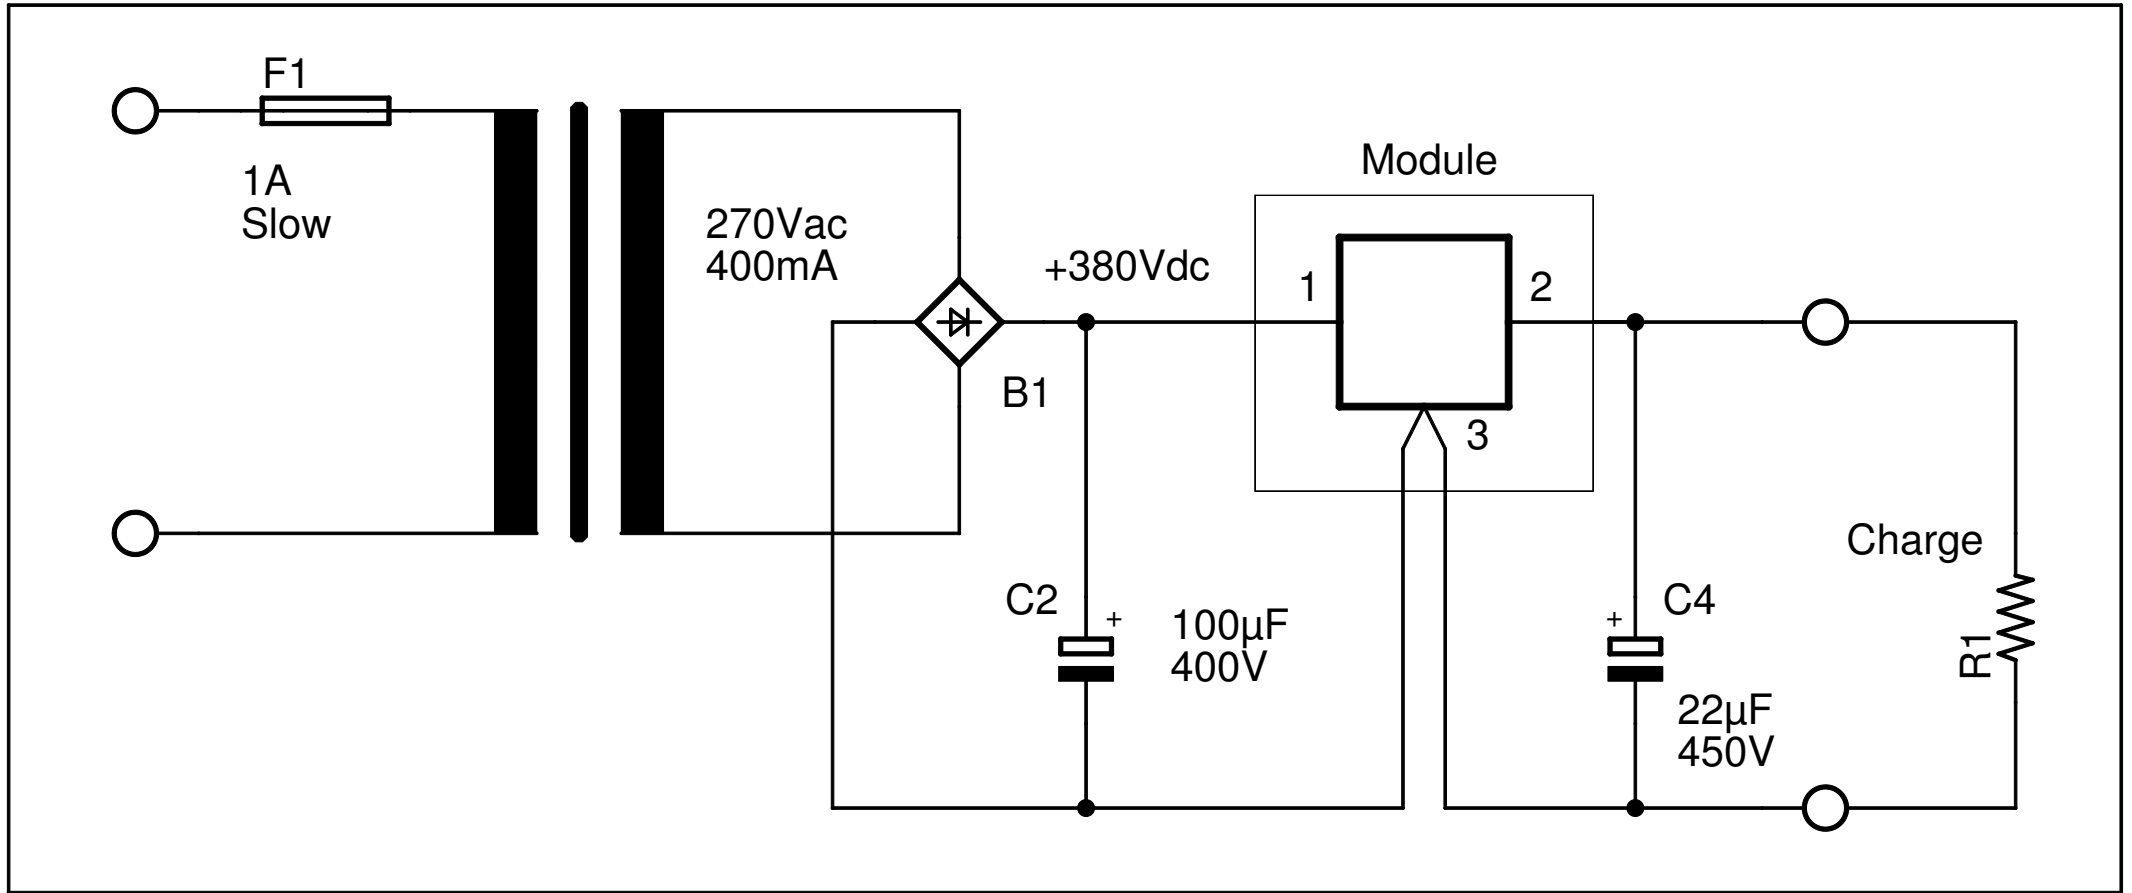 F1
1A
Slow
270Vac
400mA
+380Vdc
B1
Module
1
2
3
C2
+
100µF
400V
+
C4
22µF
450V
Charge
R1